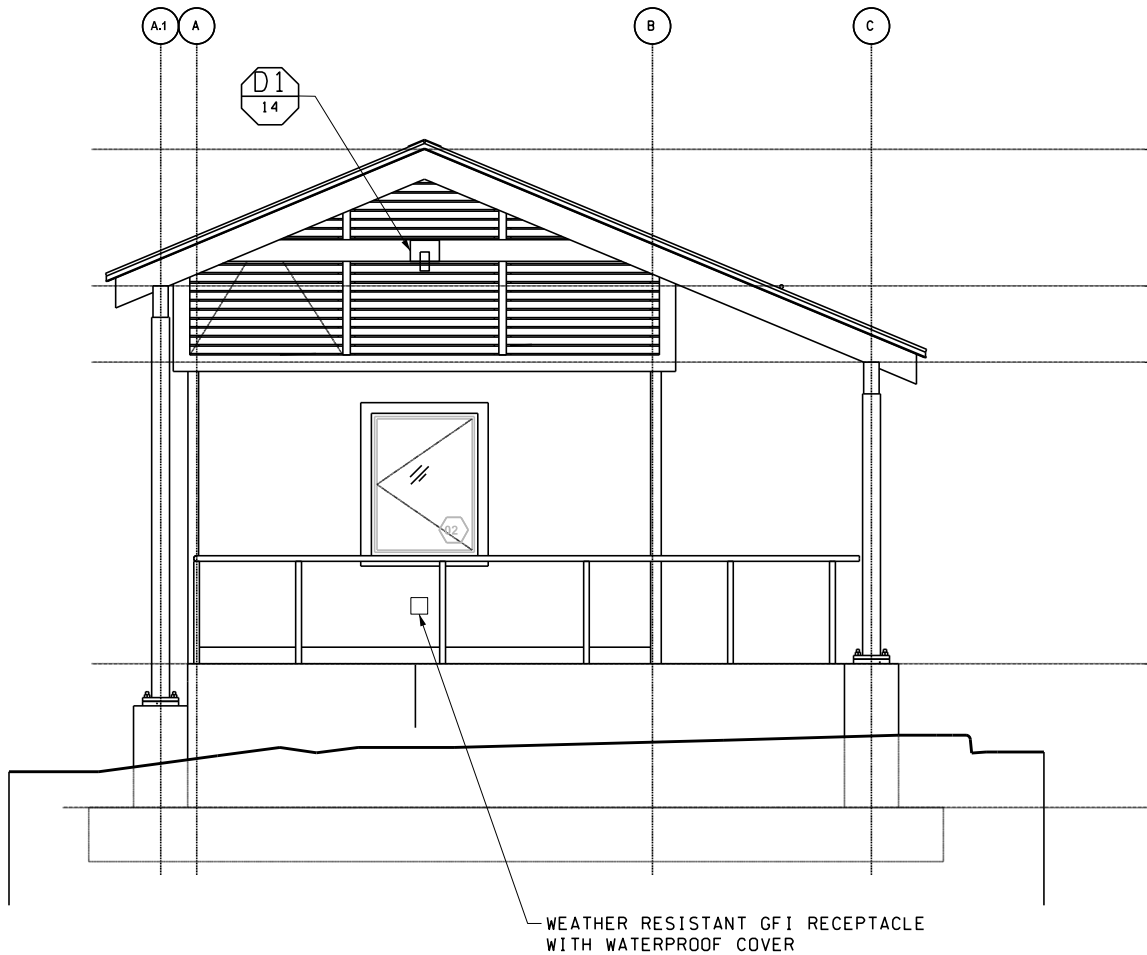 A.1
A
B
C
D1
14
02
WEATHER RESISTANT GFI RECEPTACLE
WITH WATERPROOF COVER